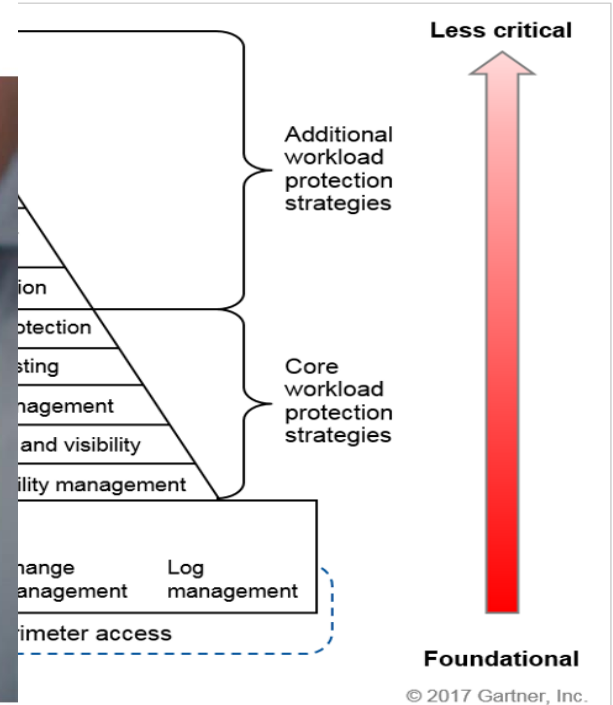 Less critical
Additional
workload
protection
strategies
ion
otection
sting
nagement
and visibility
ility management
Core
workload
protection
strategies
hange
anagement
Log
management
rimeter access
Foundational
© 2017 Gartner, Inc.